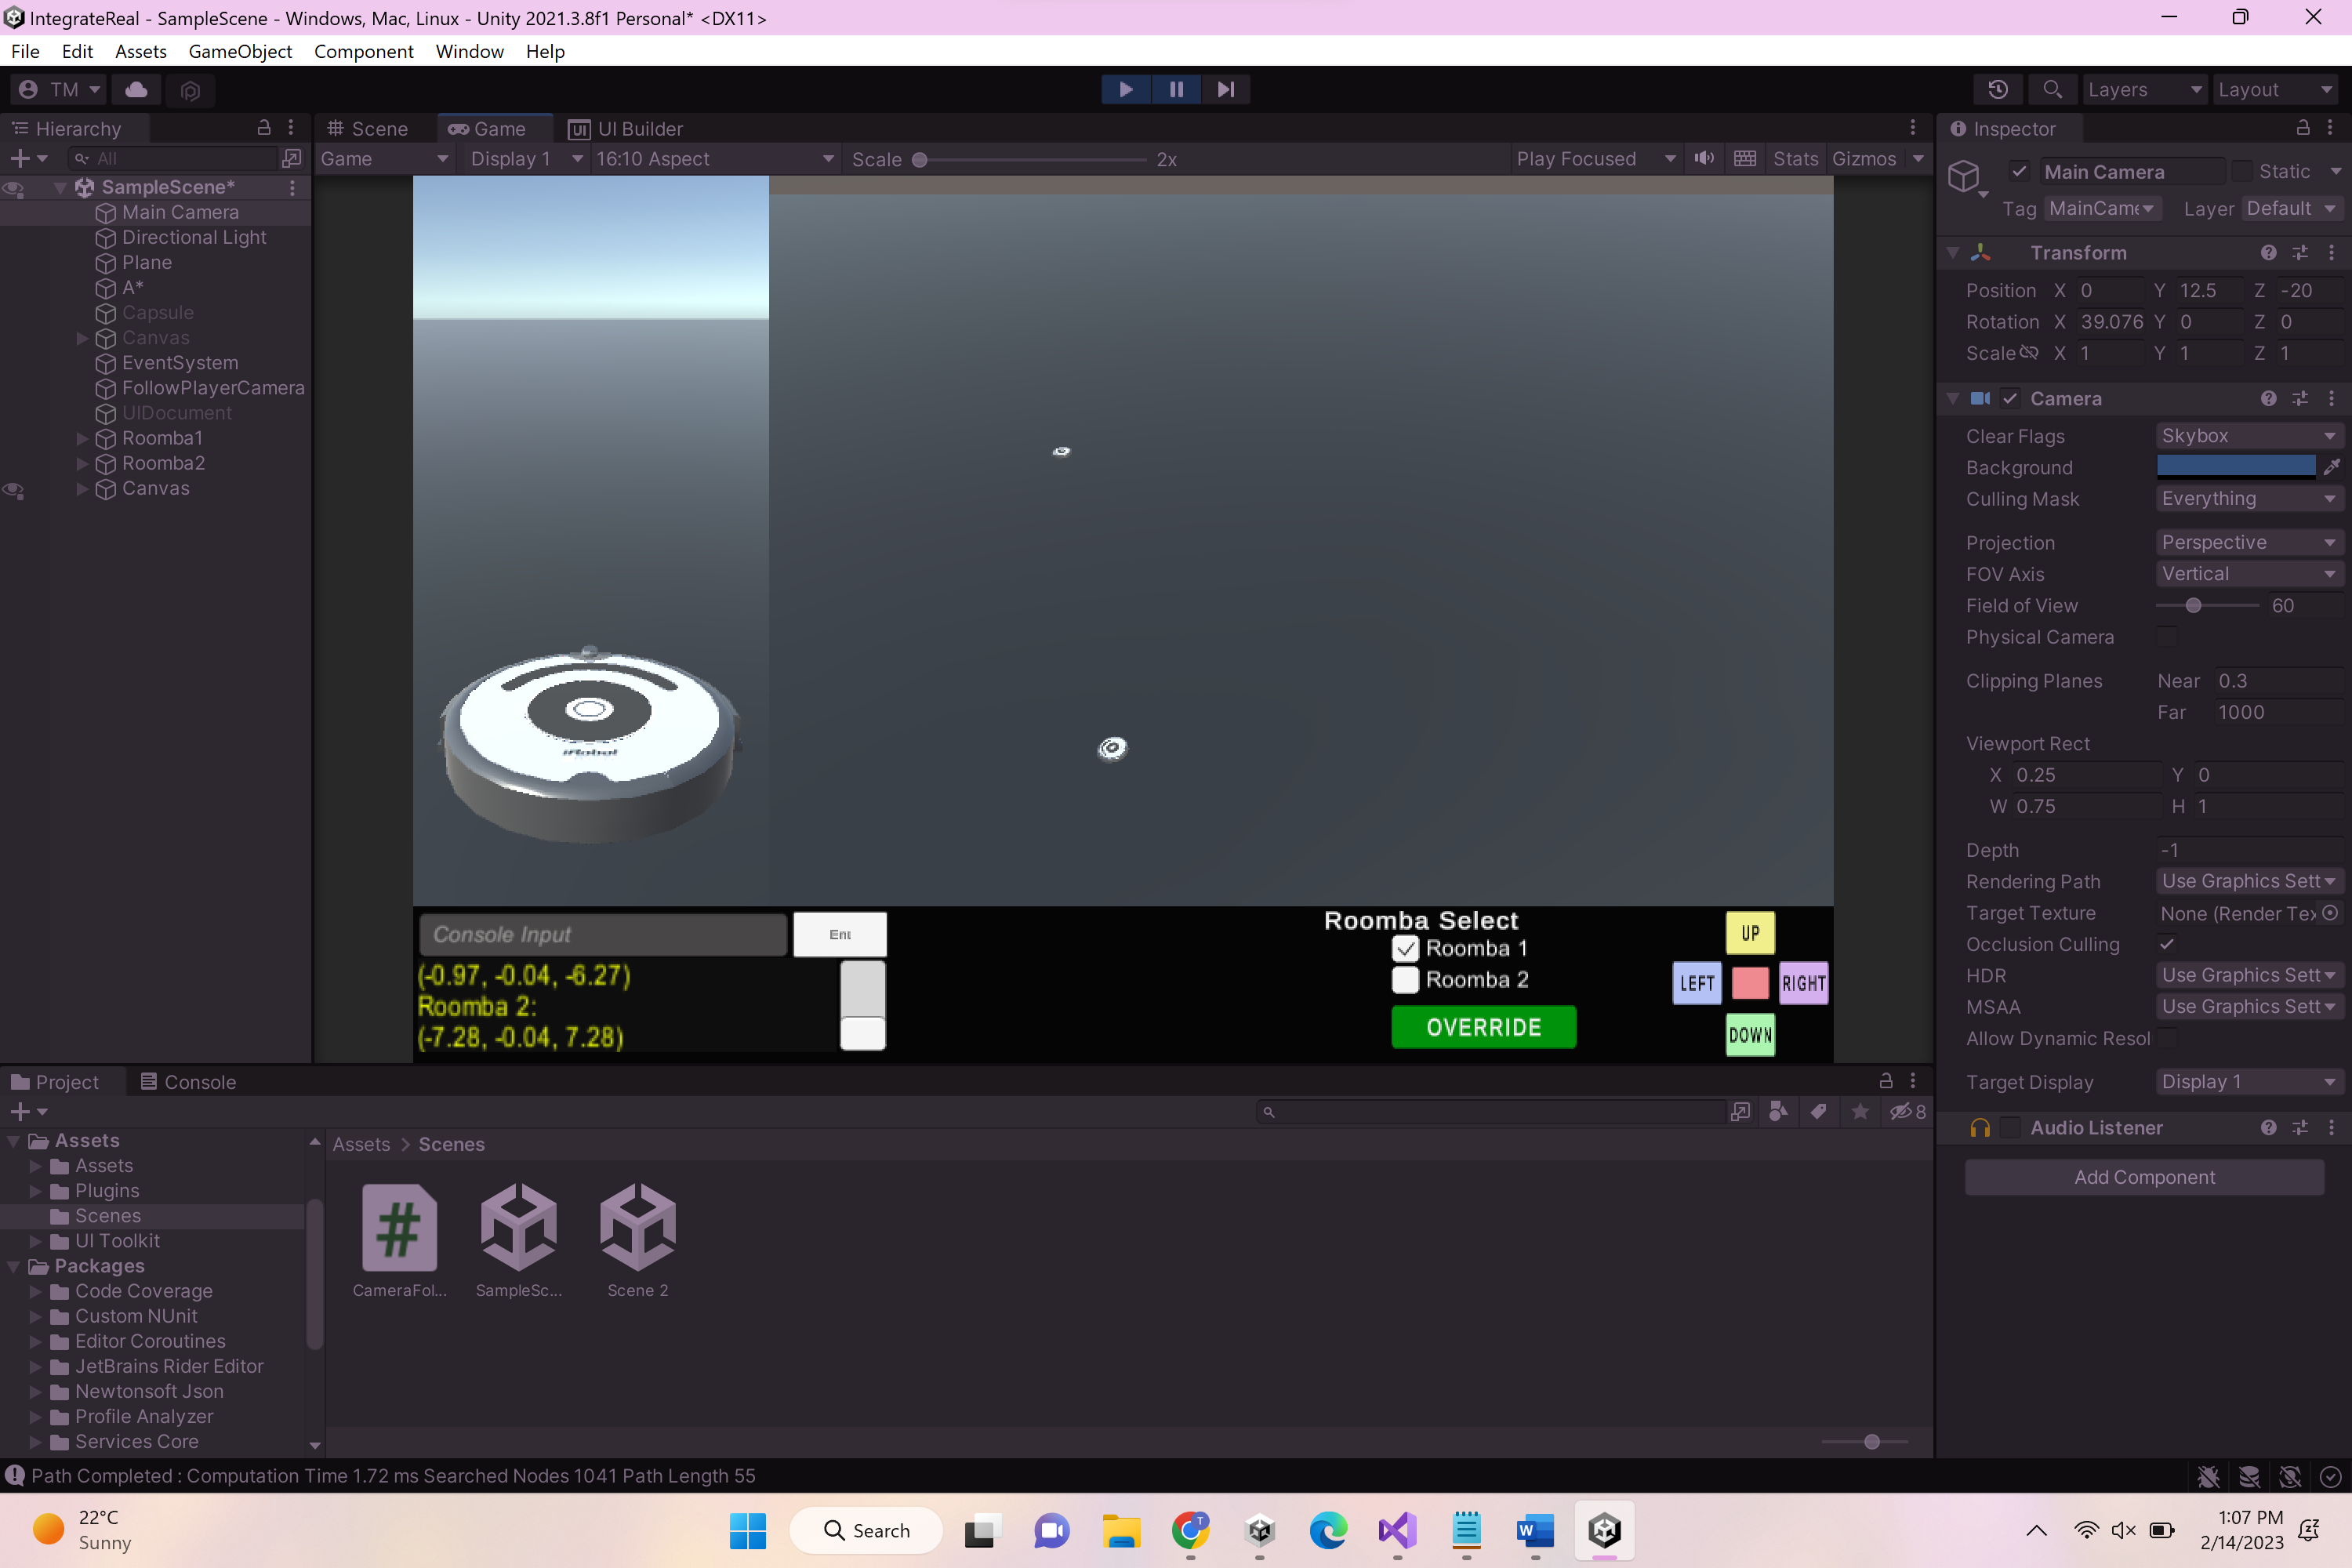 IntegrateReal - SampleScene - Windows, Mac, Linux - Unity 2021.3.8f1 Personal* <DX11>
File Edit Assets GameObject Component Window Help
TM Layers Layout
Hierarchy
All
SampleScene*
Main Camera
Directional Light
Plane
A*
Capsule
Canvas
EventSystem
FollowPlayerCamera
UIDocument
Roomba1
Roomba2
Canvas
Scene Game UI UI Builder
Game Display 1 16:10 Aspect Scale 2x Play Focused Stats Gizmos
iRobot
Console Input
Ent
(-0.97, -0.04, -6.27)
Roomba 2:
(-7.28, -0.04, 7.28)
Roomba Select
Roomba 1
Roomba 2
OVERRIDE
UP
LEFT RIGHT
DOWN
Inspector
Main Camera Static
Tag MainCame Layer Default
Transform
Position X 0 Y 12.5 Z -20
Rotation X 39.076 Y 0 Z 0
Scale X 1 Y 1 Z 1
Camera
Clear Flags Skybox
Background
Culling Mask Everything
Projection Perspective
FOV Axis Vertical
Field of View 60
Physical Camera
Clipping Planes Near 0.3
Far 1000
Viewport Rect
X 0.25 Y 0
W 0.75 H 1
Depth -1
Rendering Path Use Graphics Sett
Target Texture None (Render Tex
Occlusion Culling
HDR Use Graphics Sett
MSAA Use Graphics Sett
Allow Dynamic Resol
Target Display Display 1
Audio Listener
Add Component
Project Console
8
Assets
Assets
Plugins
Scenes
UI Toolkit
Packages
Code Coverage
Custom NUnit
Editor Coroutines
JetBrains Rider Editor
Newtonsoft Json
Profile Analyzer
Services Core
Assets > Scenes
#
CameraFol... SampleSc... Scene 2
Path Completed : Computation Time 1.72 ms Searched Nodes 1041 Path Length 55
22°C
Sunny
Search
T
W
1:07 PM
2/14/2023